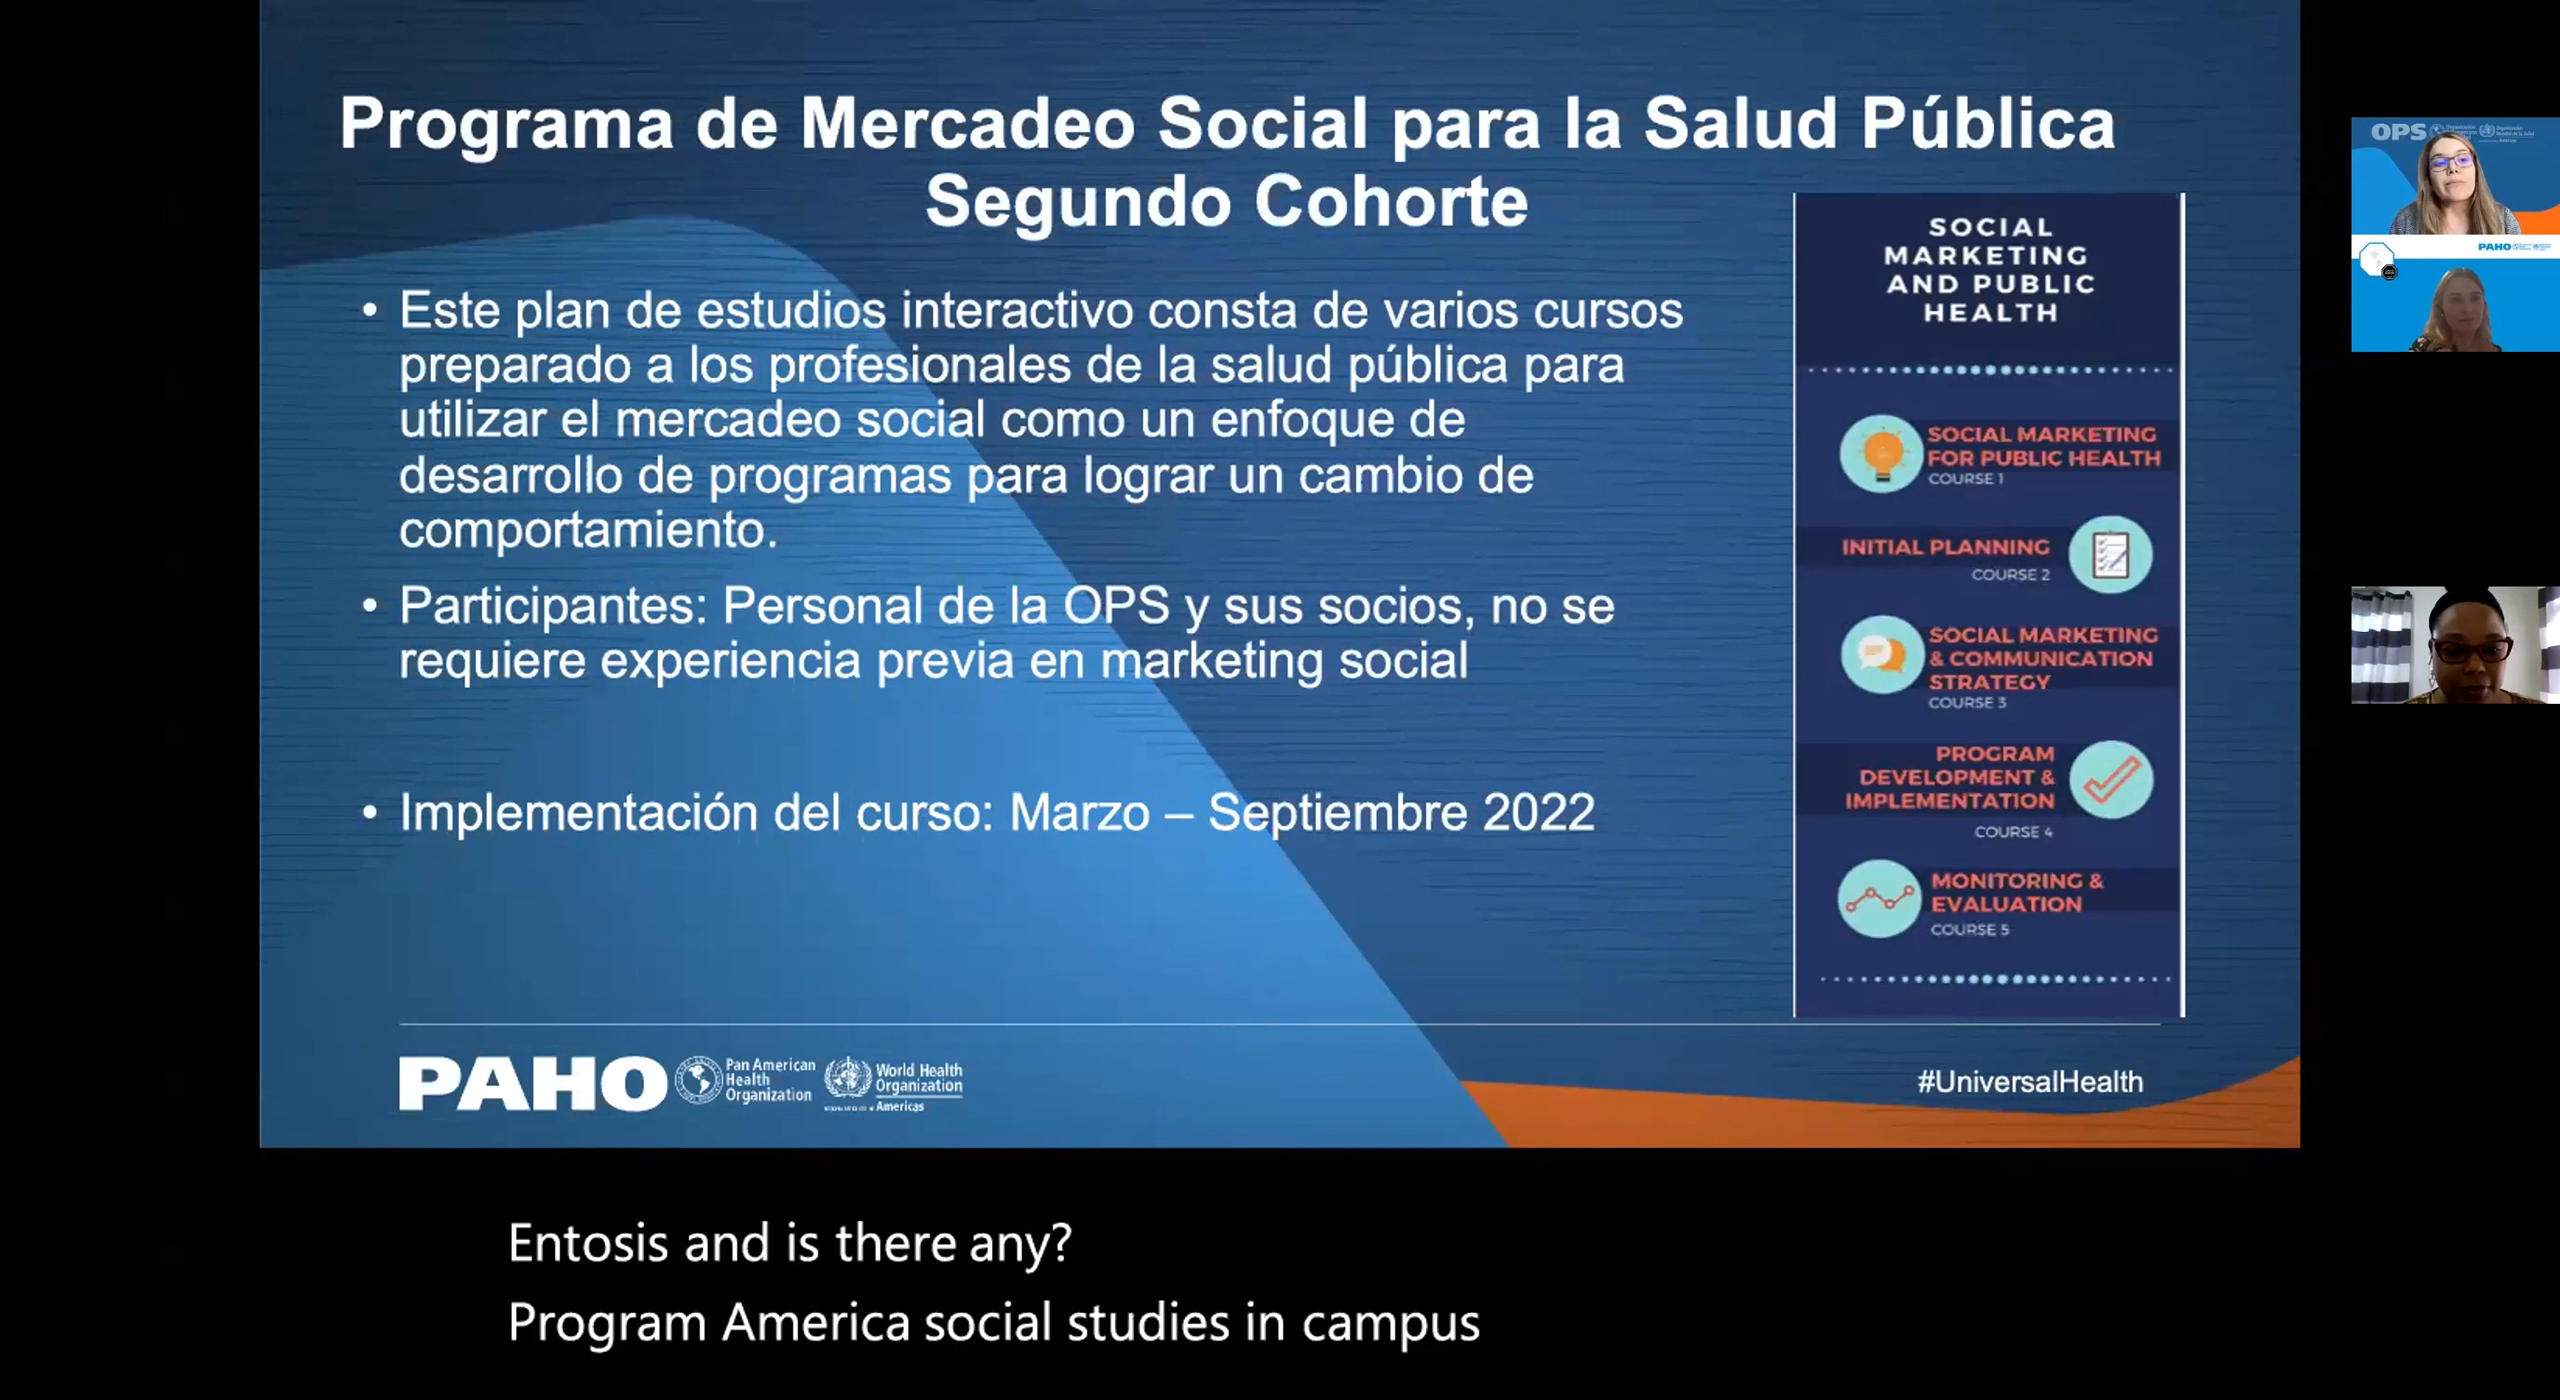 Programa de Mercadeo Social para la Salud Pública
Segundo Cohorte
• Este plan de estudios interactivo consta de varios cursos
preparado a los profesionales de la salud pública para
utilizar el mercadeo social como un enfoque de
desarrollo de programas para lograr un cambio de
comportamiento.
• Participantes: Personal de la OPS y sus socios, no se
requiere experiencia previa en marketing social
• Implementación del curso: Marzo – Septiembre 2022
SOCIAL
MARKETING
AND PUBLIC
HEALTH
SOCIAL MARKETING
FOR PUBLIC HEALTH
COURSE 1
INITIAL PLANNING
COURSE 2
SOCIAL MARKETING
& COMMUNICATION
STRATEGY
COURSE 3
PROGRAM
DEVELOPMENT &
IMPLEMENTATION
COURSE 4
MONITORING &
EVALUATION
COURSE 5
PAHO
Pan American
Health
Organization
World Health
Organization
Americas
#UniversalHealth
OPS
PAHO
Entosis and is there any?
Program America social studies in campus